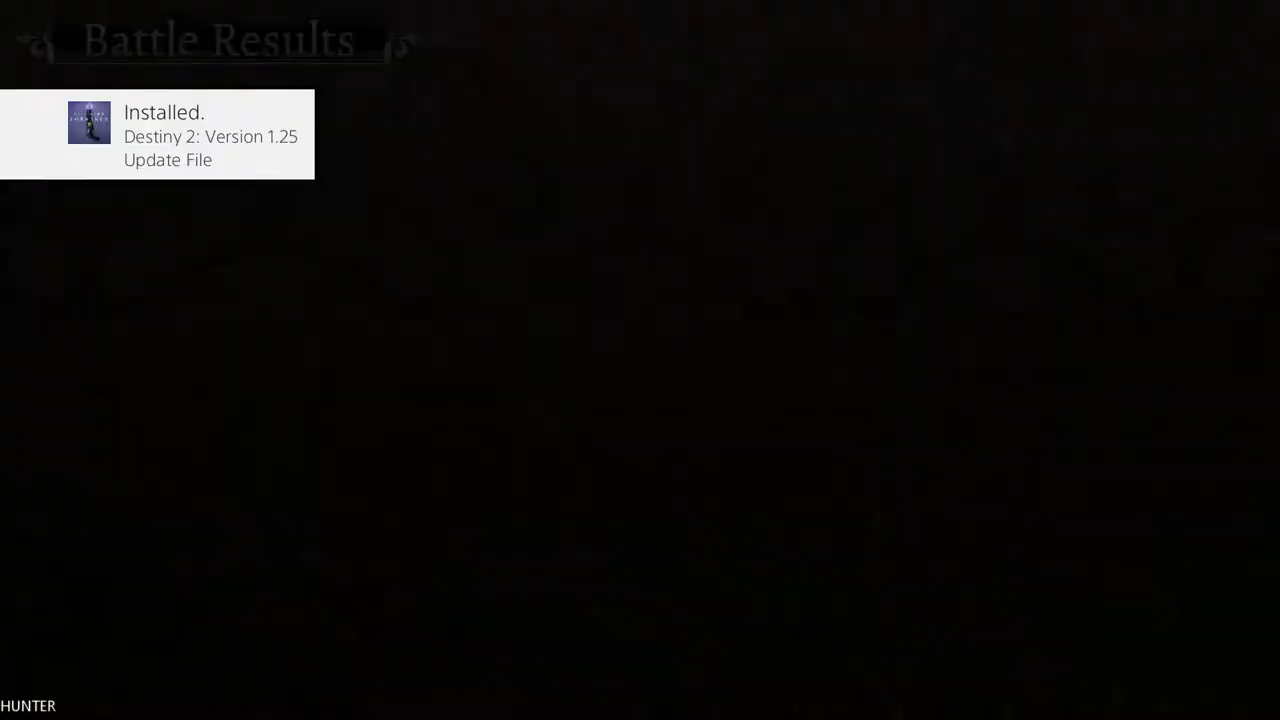 Battle Results
Installed.
Destiny 2: Version 1.25
Update File
HUNTER